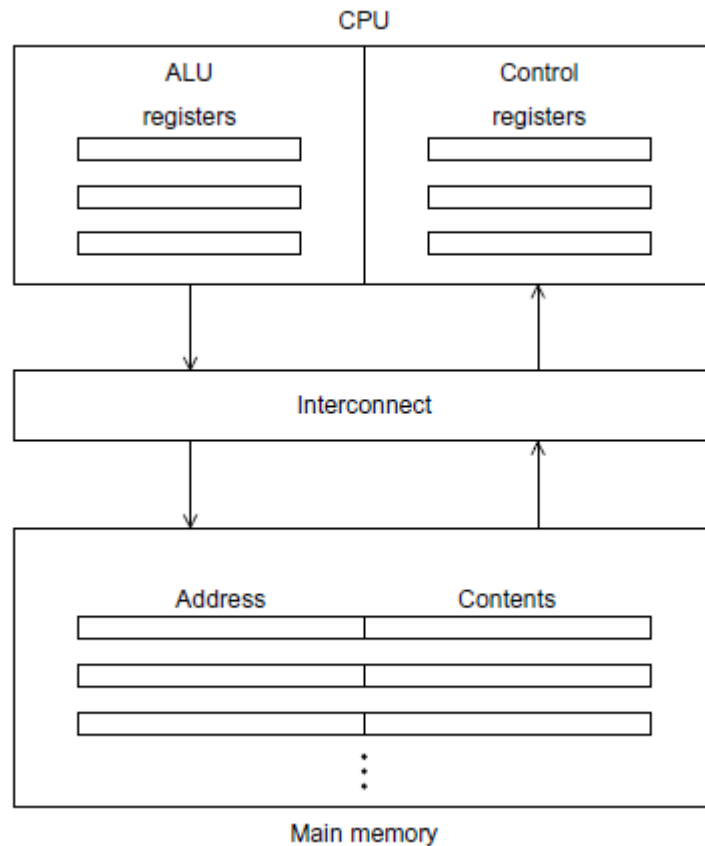 CPU
ALU
Control
registers
registers
Interconnect
Address
Contents
Main memory